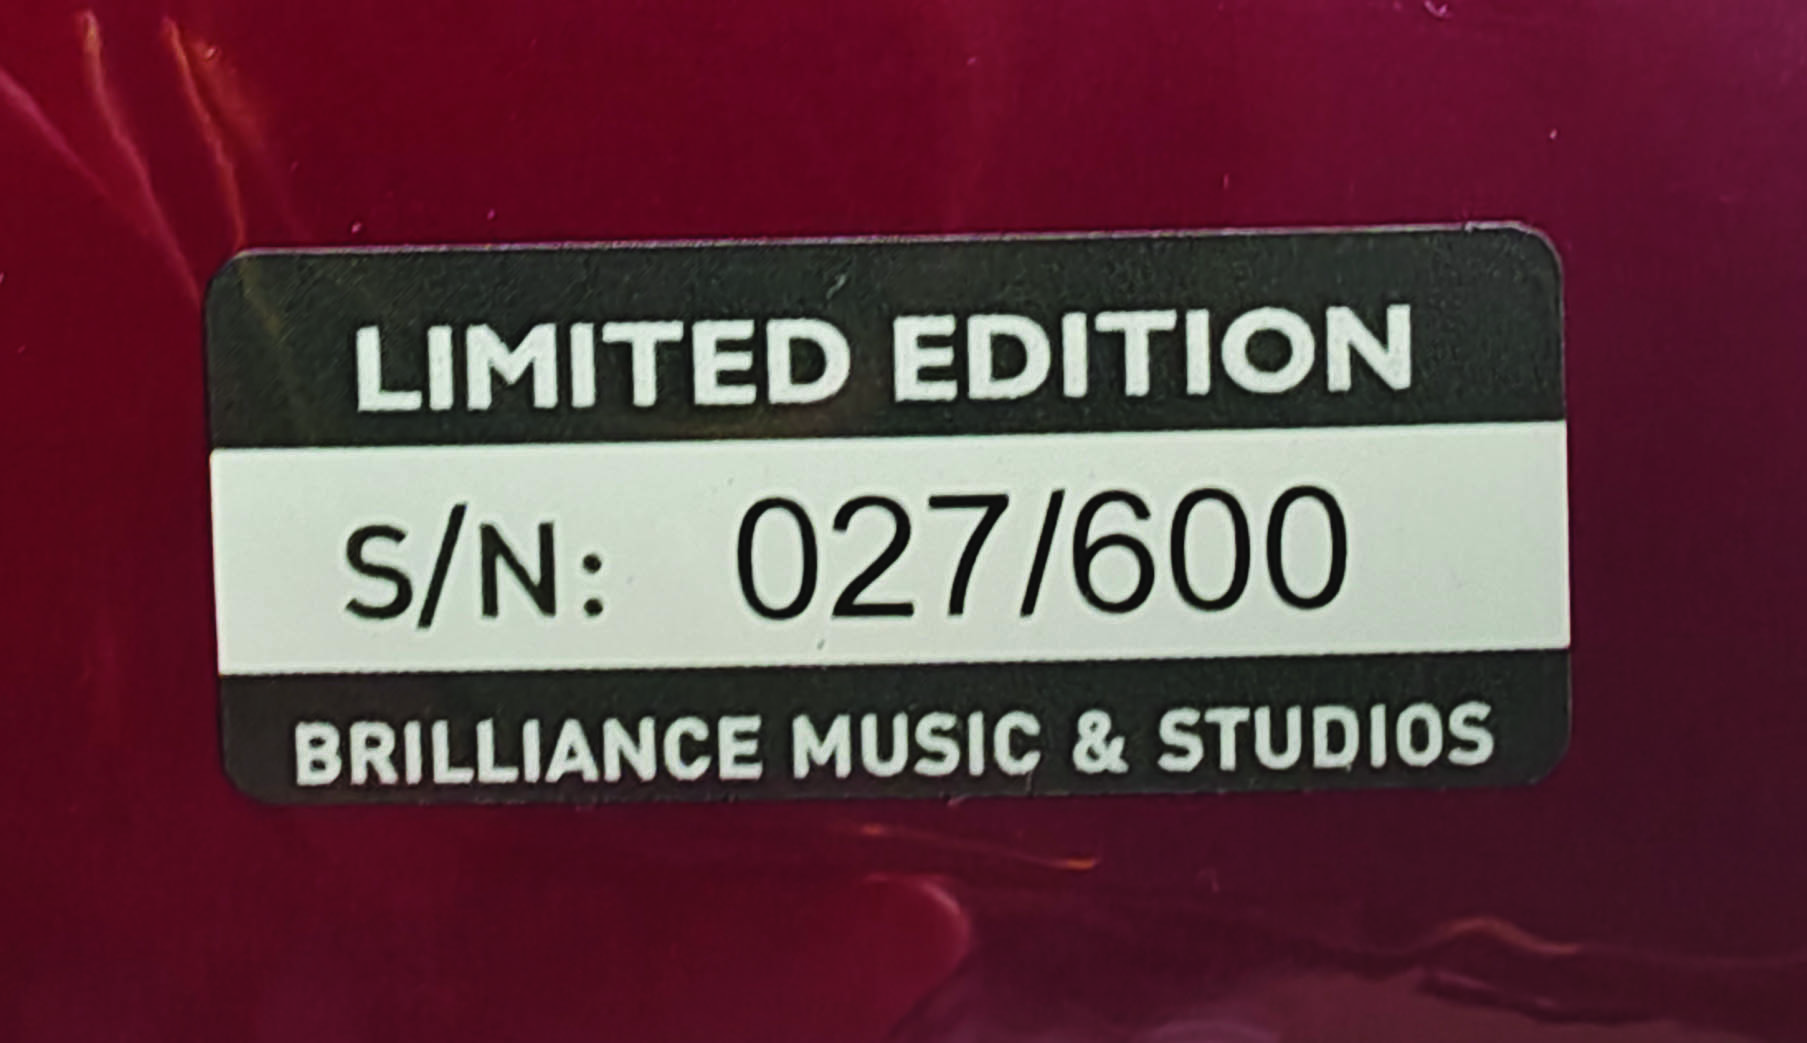 LIMITED EDITION
S/N: 027/600
BRILLIANCE MUSIC & STUDIOS